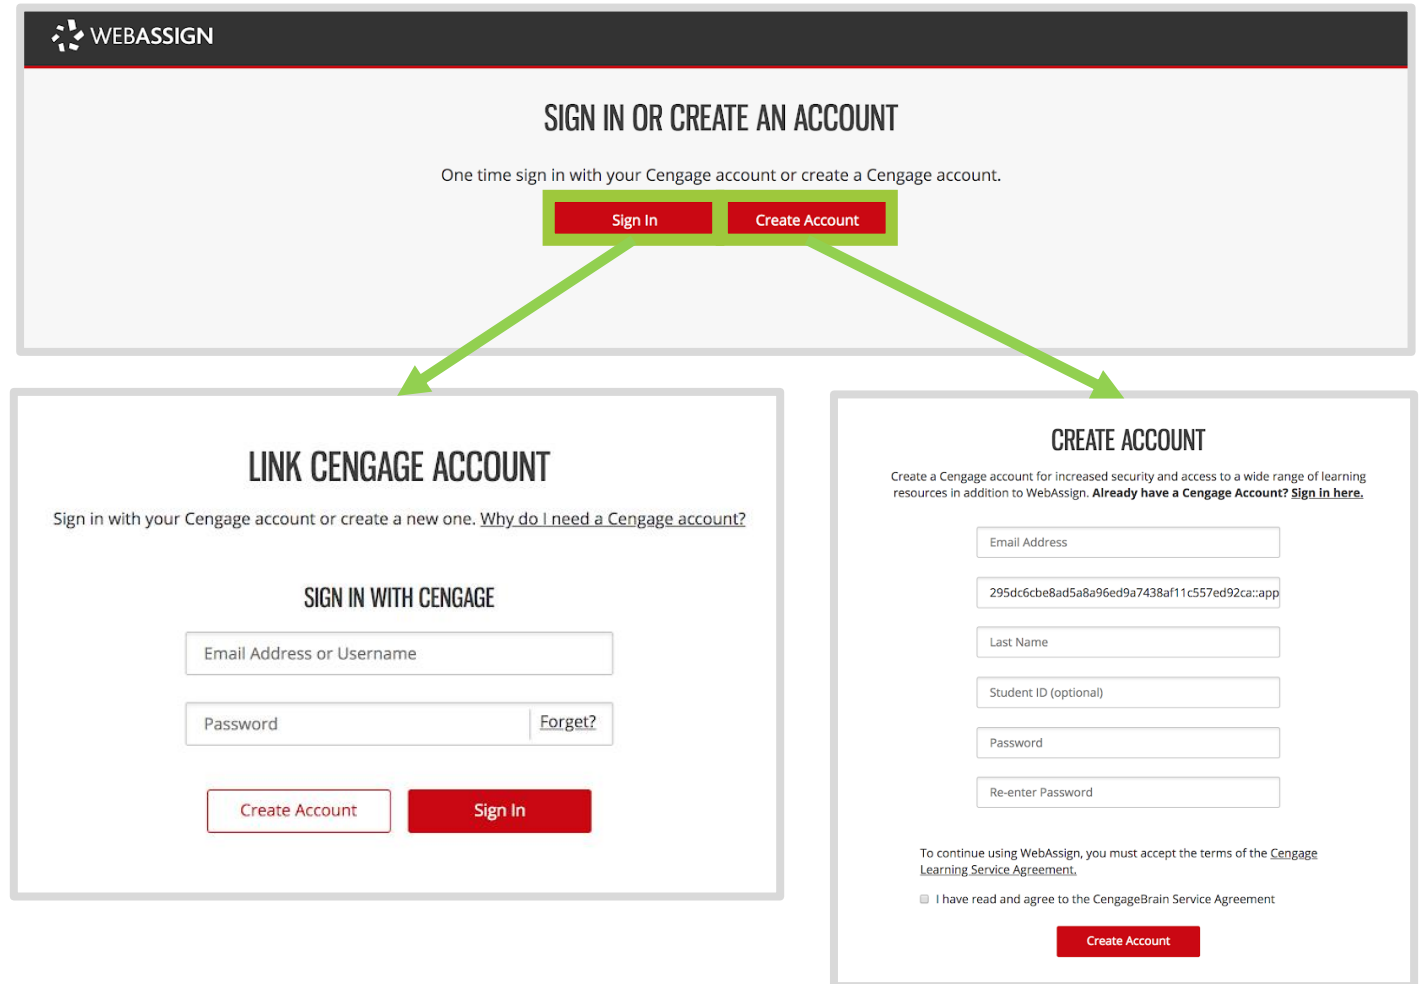 WEBASSIGN
SIGN IN OR CREATE AN ACCOUNT
One time sign in with your Cengage account or create a Cengage account.
Sign In
Create Account
LINK CENGAGE ACCOUNT
Sign in with your Cengage account or create a new one. Why do I need a Cengage account?
SIGN IN WITH CENGAGE
Email Address or Username
Password
Forget?
Create Account
Sign In
CREATE ACCOUNT
Create a Cengage account for increased security and access to a wide range of learning
resources in addition to WebAssign. Already have a Cengage Account? Sign in here.
Email Address
295dc6cbe8ad5a8a96ed9a7438af11c557ed92ca::app
Last Name
Student ID (optional)
Password
Re-enter Password
To continue using WebAssign, you must accept the terms of the Cengage
Learning Service Agreement.
I have read and agree to the CengageBrain Service Agreement
Create Account